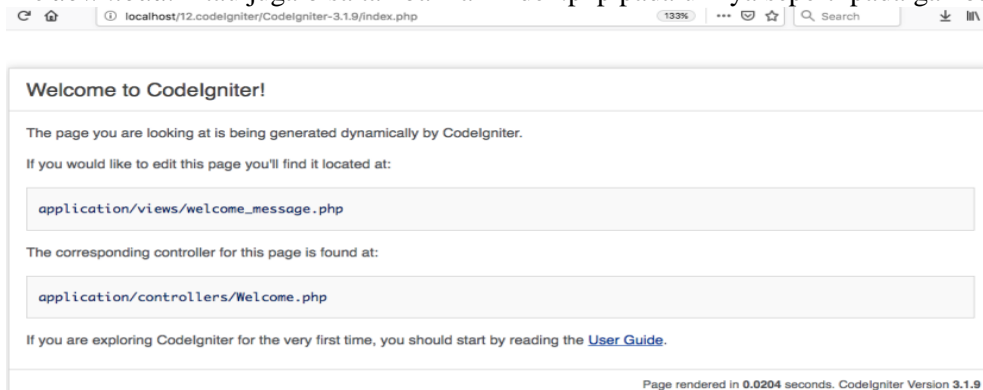 localhost/12.codeIgniter/CodeIgniter-3.1.9/index.php 133% Search
Welcome to CodeIgniter!
The page you are looking at is being generated dynamically by CodeIgniter.
If you would like to edit this page you'll find it located at:
application/views/welcome_message.php
The corresponding controller for this page is found at:
application/controllers/Welcome.php
If you are exploring CodeIgniter for the very first time, you should start by reading the User Guide.
Page rendered in 0.0204 seconds. CodeIgniter Version 3.1.9